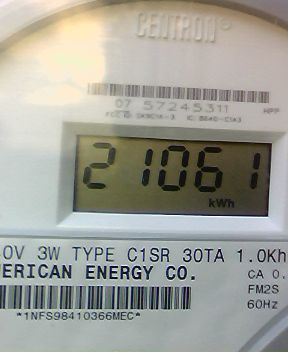 CENTRON®
07 57245311
21061
kWh
0V 3W TYPE C1SR 30TA 1.0Kh
ERICAN ENERGY CO.
CA 0.
FM2S
60Hz
*1NFS98410366MEC*